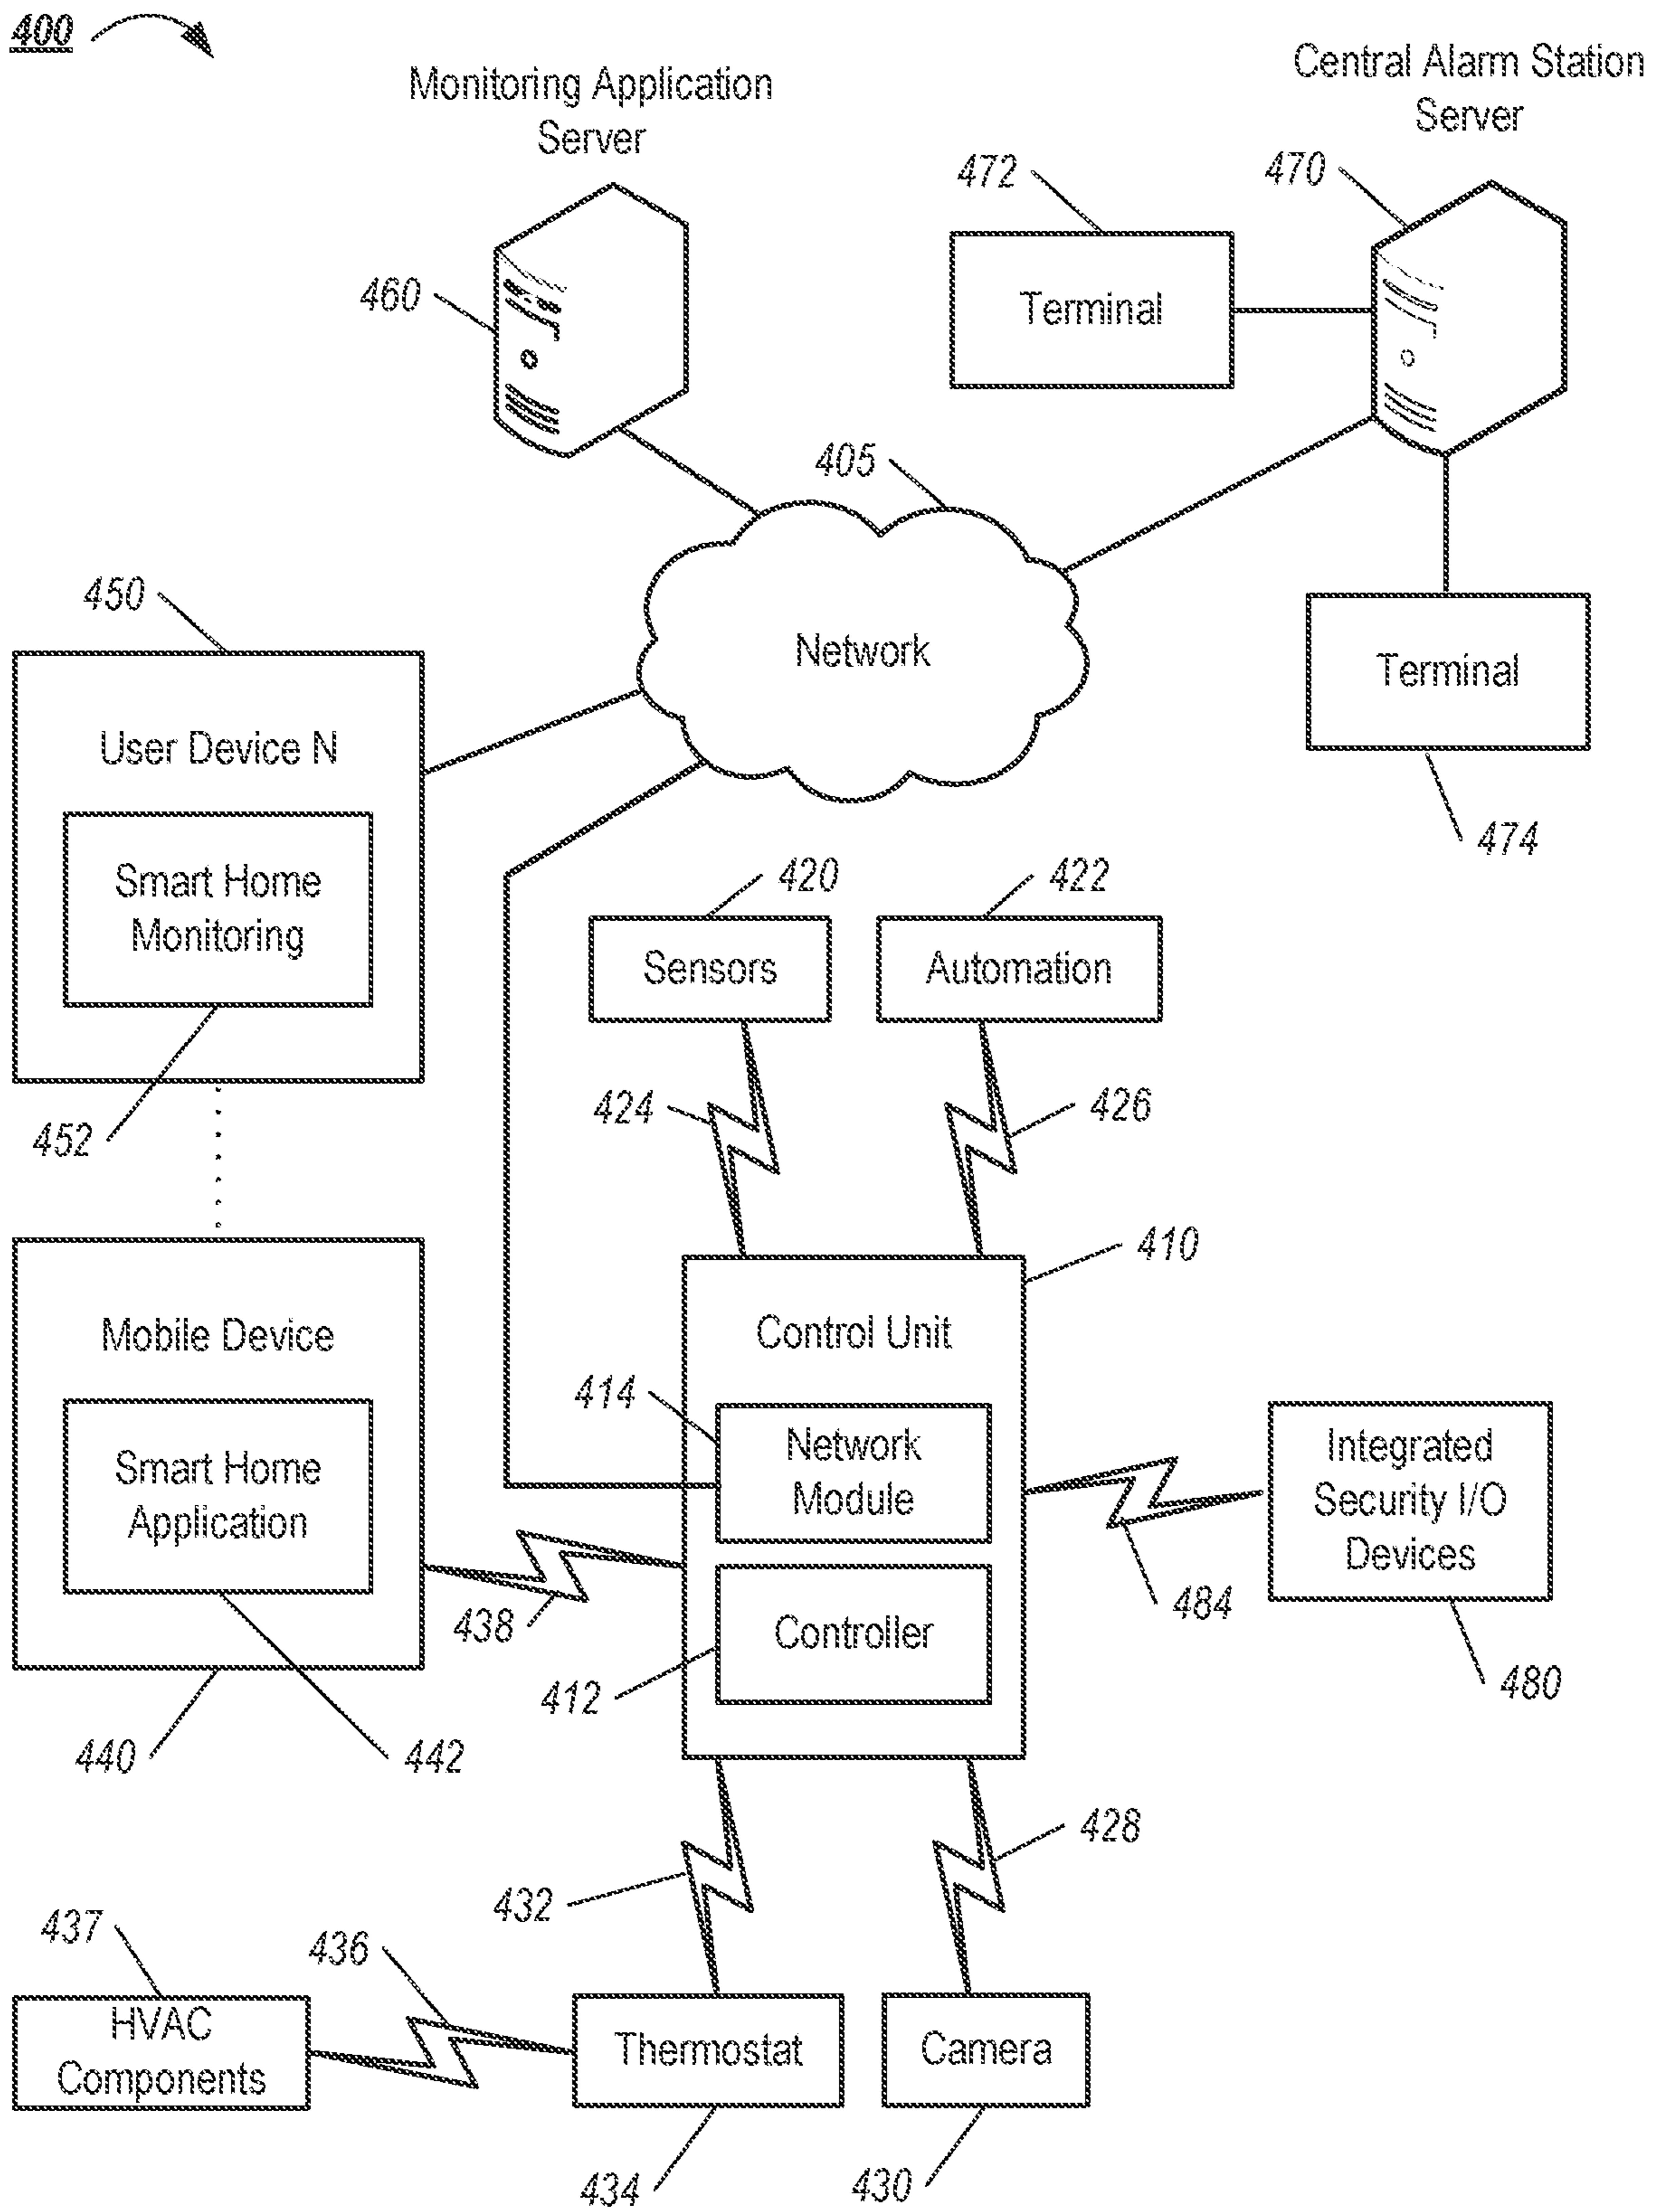 400
Monitoring Application
Server
Central Alarm Station
Server
472
470
460
Terminal
405
450
Network
Terminal
User Device N
474
Smart Home
Monitoring
420
422
Sensors
Automation
424
426
452
410
Mobile Device
Control Unit
414
Smart Home
Application
Network
Module
Integrated
Security I/O
Devices
438
484
Controller
412
480
440
442
428
432
437
436
HVAC
Components
Thermostat
Camera
434
430